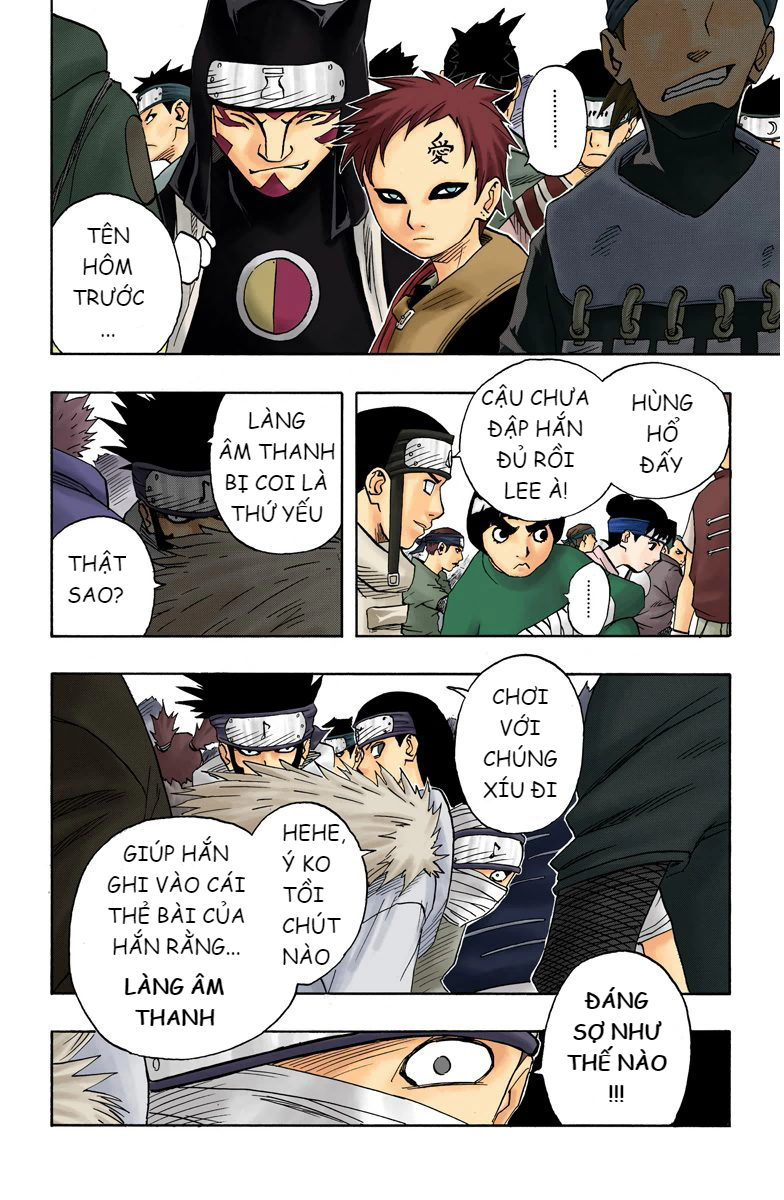 愛
..........
TÊN
HÔM
TRƯỚC
...
LÀNG
ÂM THANH
BỊ COI LÀ
THỨ YẾU
THẬT
SAO?
CẬU CHƯA
ĐẬP HẮN
ĐỦ RỒI
LEE À!
HÙNG
HỔ
ĐẤY
..........
CHƠI
VỚI
CHÚNG
XÍU ĐI
HEHE,
Ý KO
TỒI
CHÚT
NÀO
GIÚP HẮN
GHI VÀO CÁI
THẺ BÀI CỦA
HẮN RẰNG...
LÀNG ÂM
THANH
ĐÁNG
SỢ NHƯ
THẾ NÀO
!!!